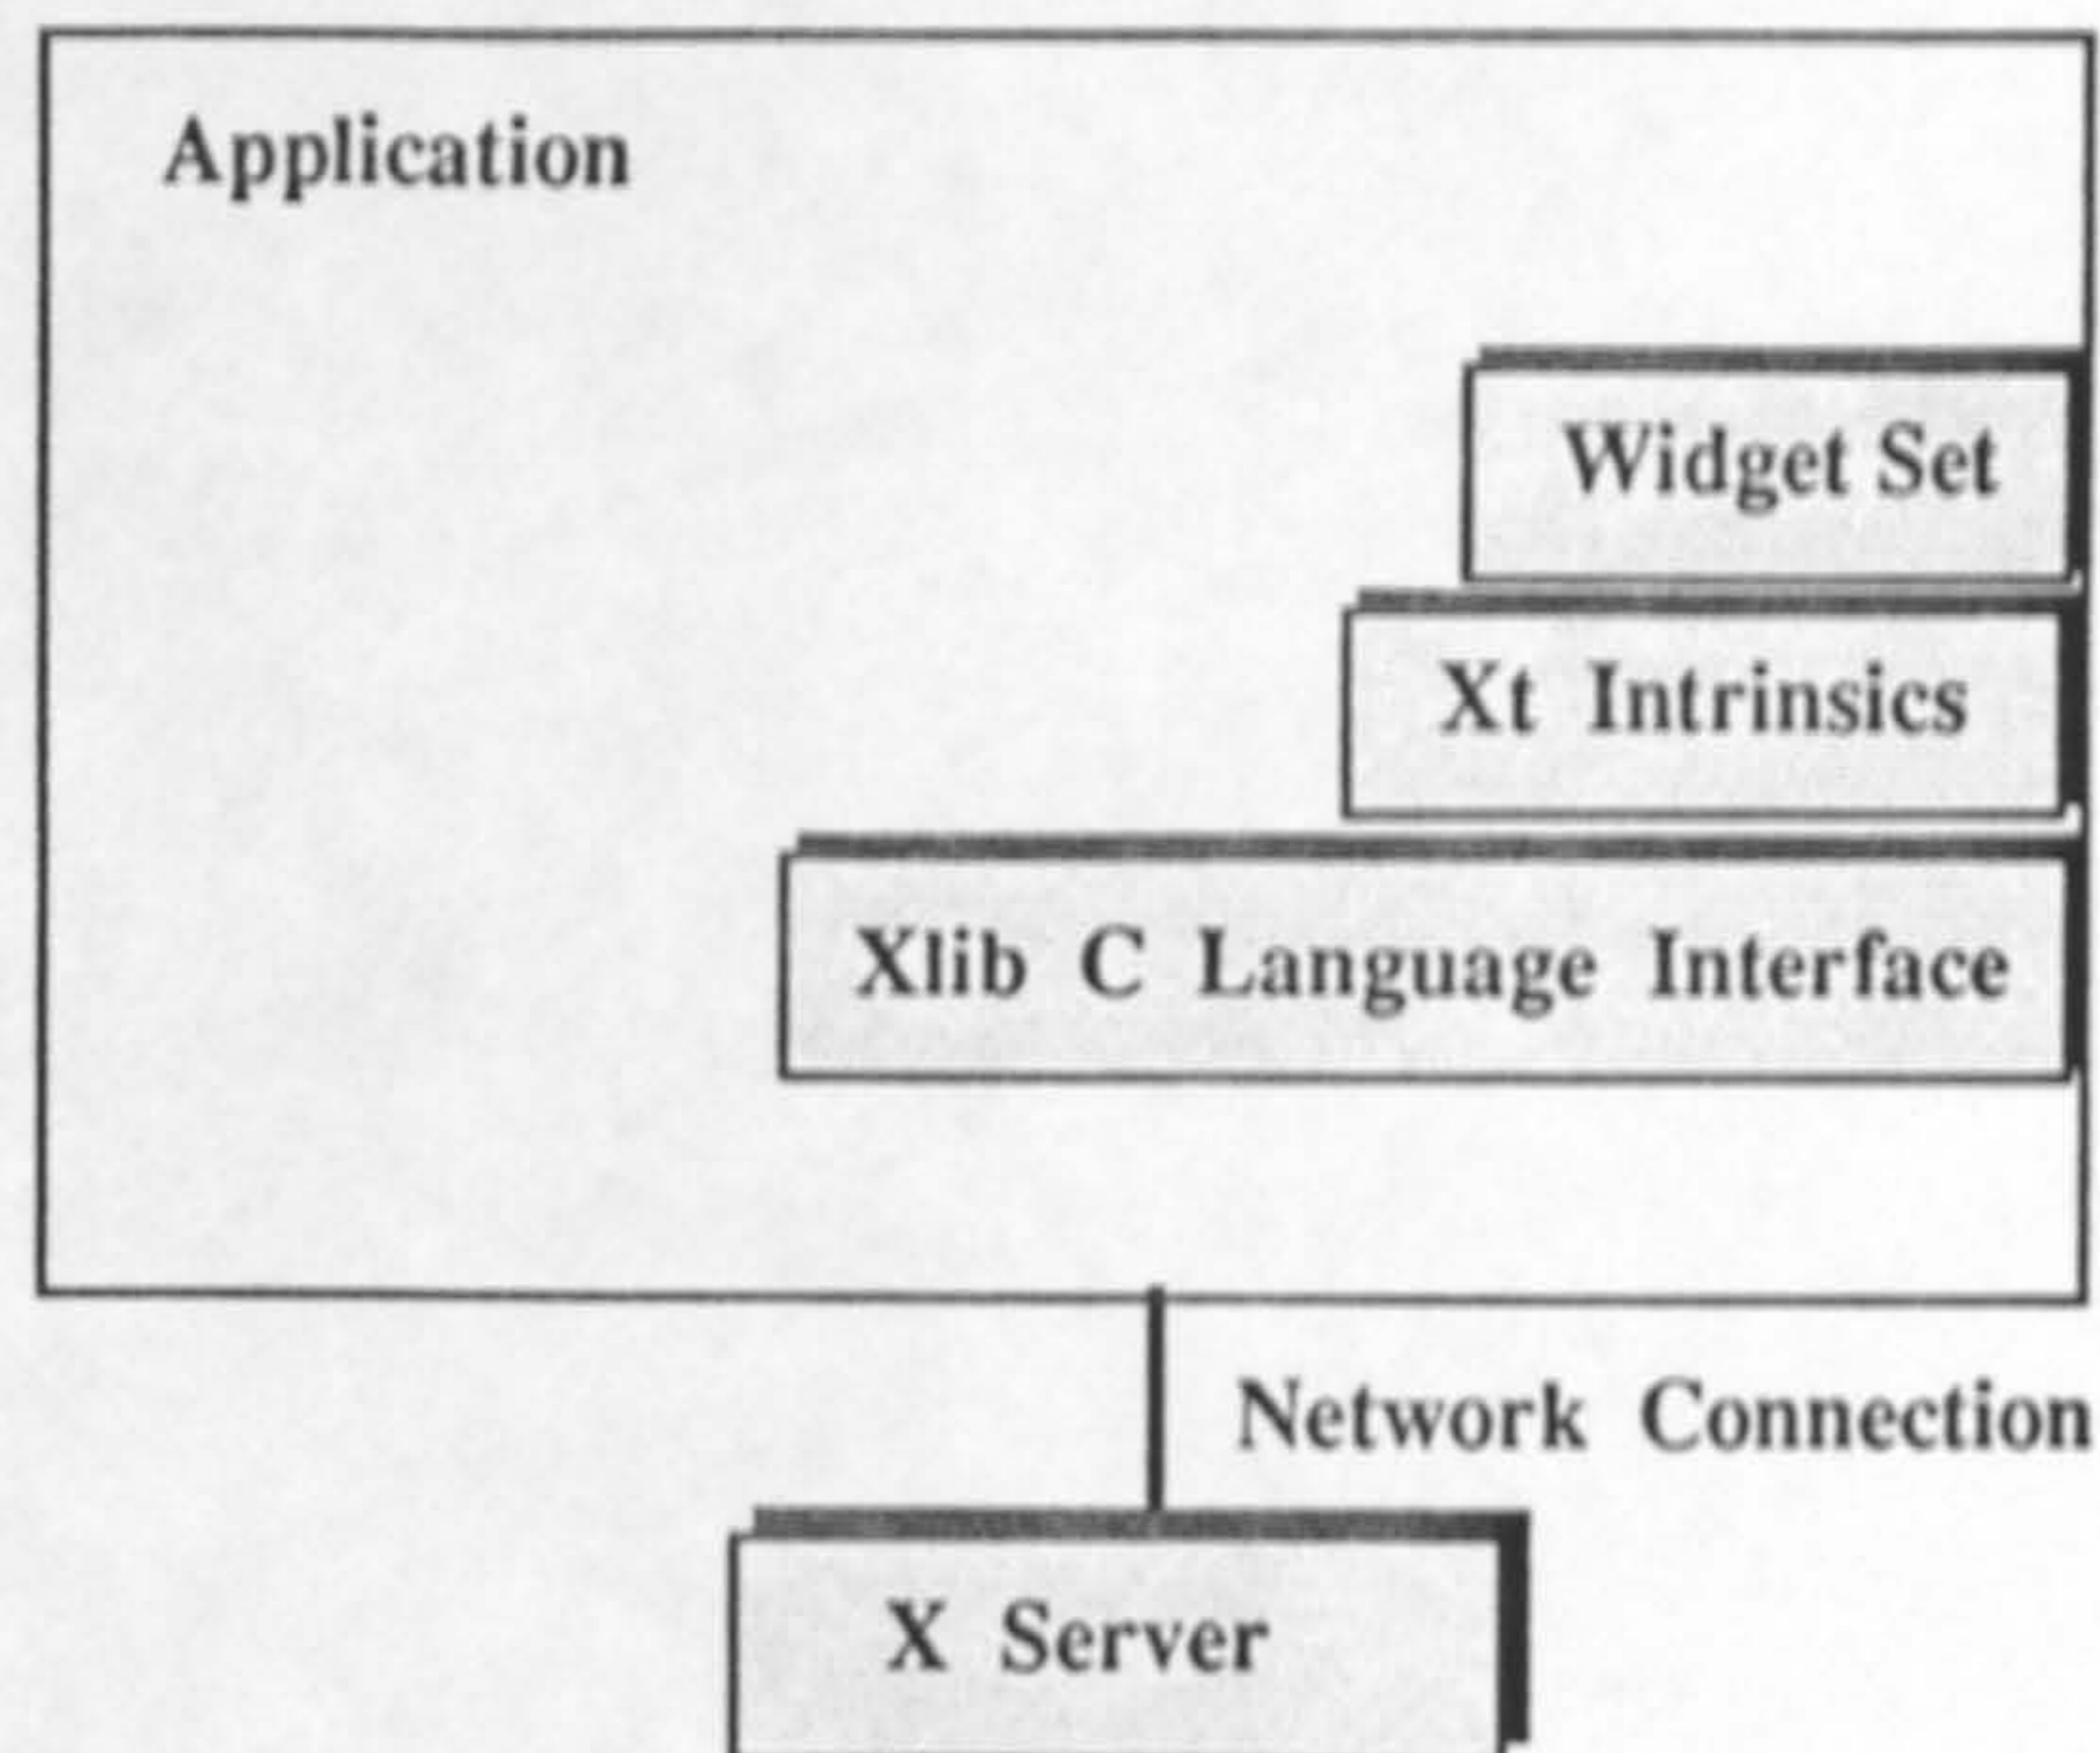 Application
Widget Set
Xt Intrinsics
Xlib C Language Interface
Network Connection
X Server